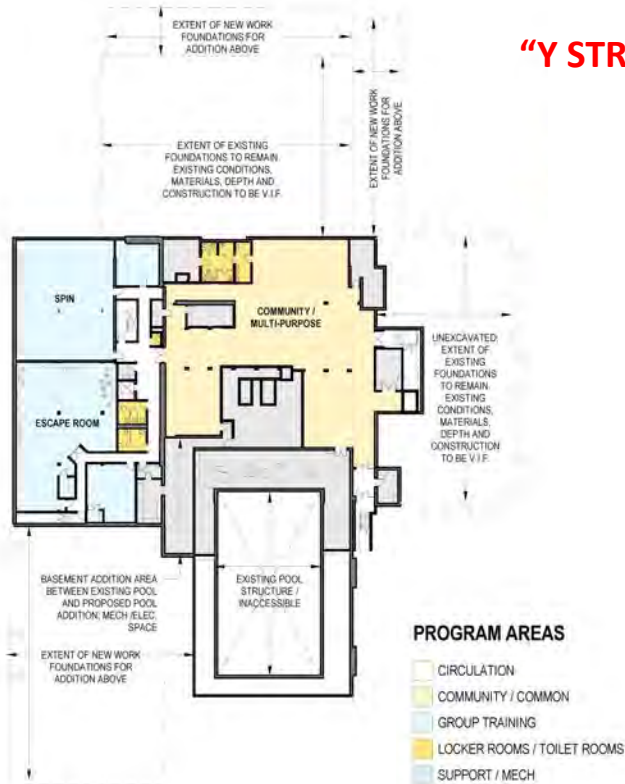 EXTENT OF NEW WORK
FOUNDATIONS FOR
ADDITION ABOVE
“Y STR
EXTENT OF NEW WORK
FOUNDATIONS FOR
ADDITION ABOVE
EXTENT OF EXISTING
FOUNDATIONS TO REMAIN.
EXISTING CONDITIONS,
MATERIALS, DEPTH AND
CONSTRUCTION TO BE V.I.F.
SPIN
COMMUNITY /
MULTI-PURPOSE
UNEXCAVATED
EXTENT OF
EXISTING
FOUNDATIONS
TO REMAIN.
EXISTING
CONDITIONS,
MATERIALS,
DEPTH AND
CONSTRUCTION
TO BE V.I.F.
ESCAPE ROOM
BASEMENT ADDITION AREA
BETWEEN EXISTING POOL
AND PROPOSED POOL
ADDITION; MECH /ELEC.
SPACE
EXISTING POOL
STRUCTURE /
INACCESSIBLE
EXTENT OF NEW WORK
FOUNDATIONS FOR
ADDITION ABOVE
PROGRAM AREAS
CIRCULATION
COMMUNITY / COMMON
GROUP TRAINING
LOCKER ROOMS / TOILET ROOMS
SUPPORT / MECH